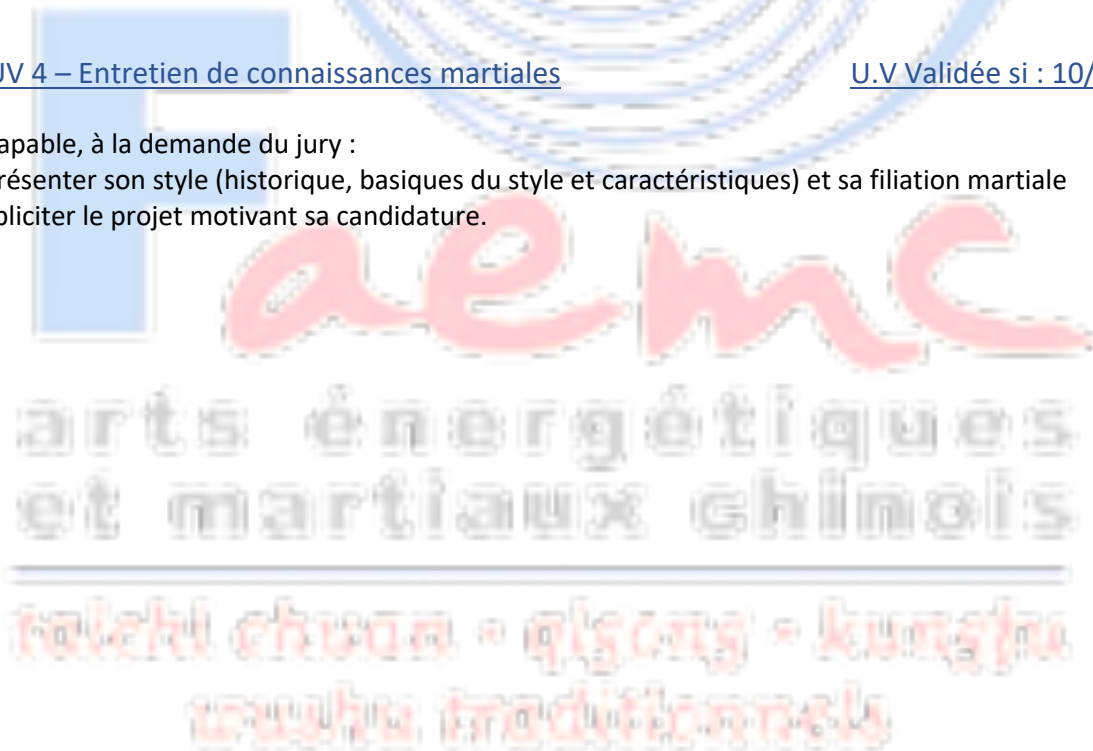 UV 4 – Entretien de connaissances martiales U.V Validée si : 10/
apable, à la demande du jury :
résenter son style (historique, basiques du style et caractéristiques) et sa filiation martiale
pliciter le projet motivant sa candidature.
Faemc
arts énergétiques
et martiaux chinois
taichi chuan - qigong - kungfu
wushu traditionnels